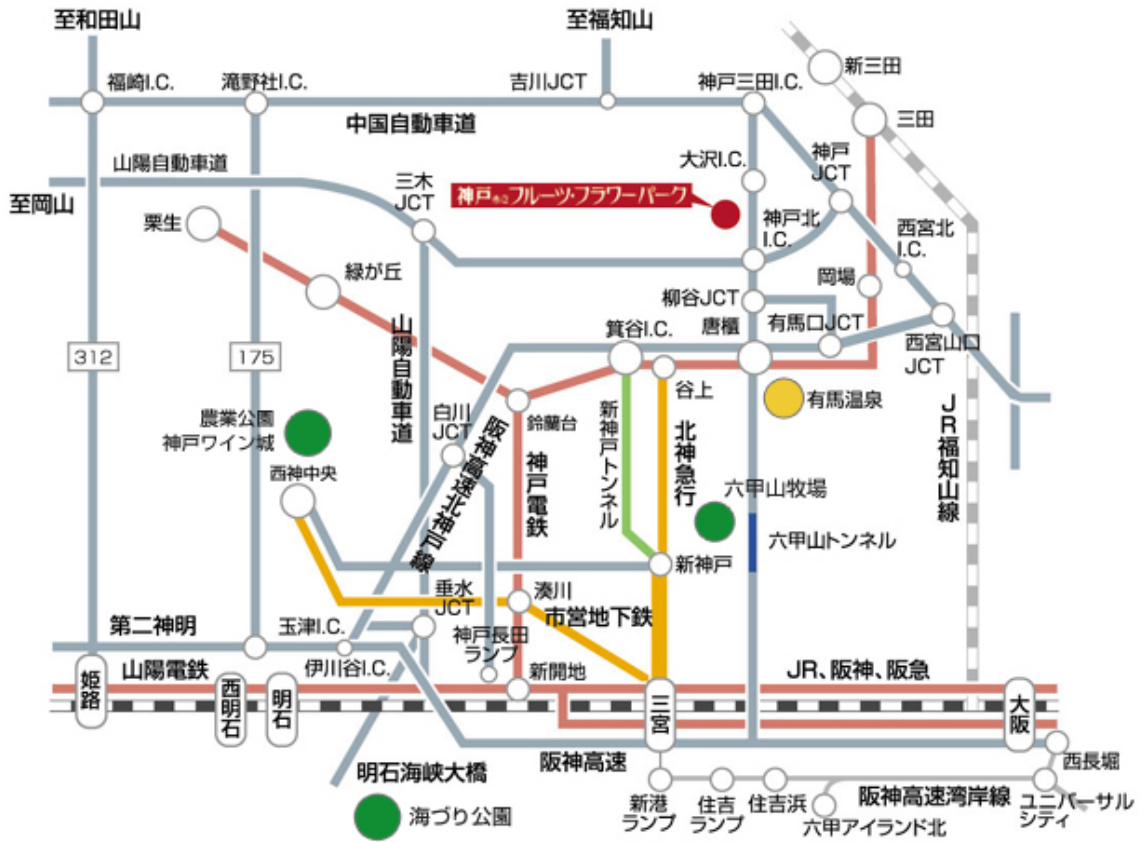 至和田山
至福知山
福崎I.C.
滝野社I.C.
吉川JCT
神戸三田I.C.
新三田
中国自動車道
三田
山陽自動車道
大沢I.C.
神戸
JCT
至岡山
三木
JCT
神戸市立フルーツ・フラワーパーク
栗生
神戸北
I.C.
西宮北
I.C.
緑が丘
岡場
柳谷JCT
312
175
山陽自動車道
箕谷I.C.
唐櫃
有馬口JCT
西宮山口
JCT
谷上
有馬温泉
農業公園
神戸ワイン城
白川
JCT
鈴蘭台
西神中央
阪神高速北神戸線
神戸電鉄
新神戸トンネル
北神急行
六甲山牧場
JR福知山線
六甲山トンネル
新神戸
垂水
JCT
湊川
市営地下鉄
第二神明
玉津I.C.
神戸長田
ランプ
山陽電鉄
伊川谷I.C.
新開地
JR、阪神、阪急
姫路
西明石
明石
三宮
大阪
明石海峡大橋
阪神高速
西長堀
海づり公園
新港
ランプ
住吉
ランプ
住吉浜
六甲アイランド北
阪神高速湾岸線
ユニバーサル
シティ